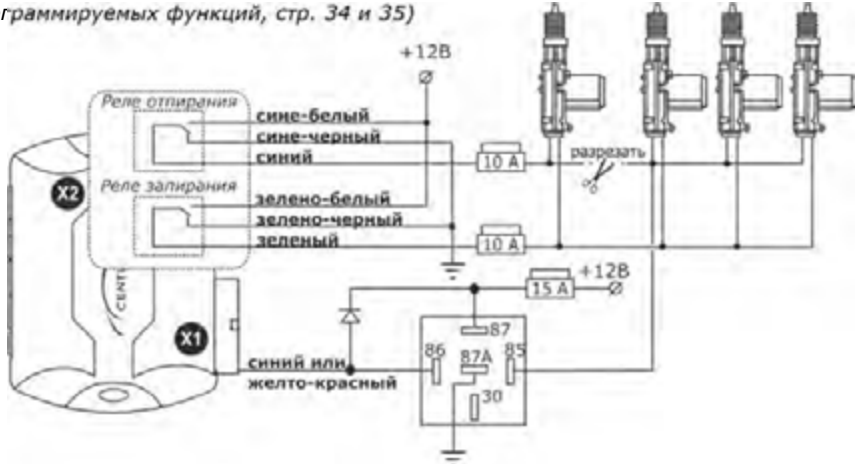 граммируемых функций, стр. 34 и 35)
+12В
Реле отпирания
сине-белый
сине-черный
синий
10 А
разрезать
X2
Реле запирания
зелено-белый
зелено-черный
зеленый
10 А
+12В
15 А
CENT
X1
87
86
87А
85
30
синий или
желто-красный